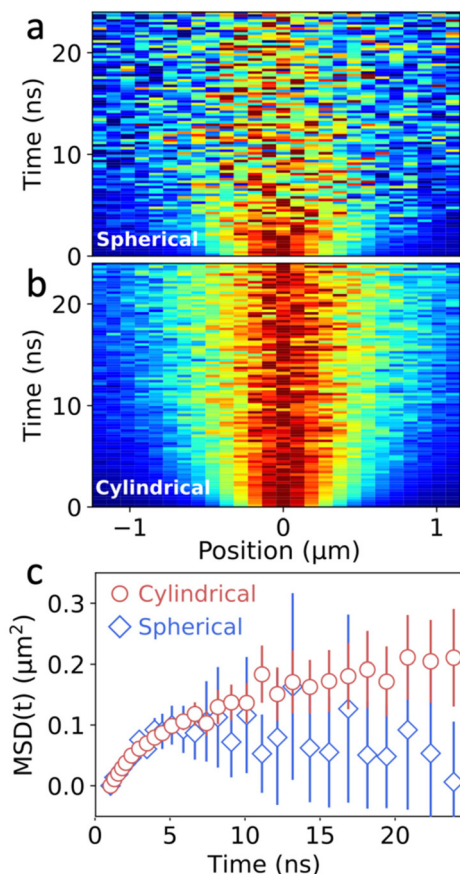 a
Time (ns)
20
10
0
Spherical
b
Time (ns)
20
10
0
Cylindrical
−1 0 1
Position (μm)
c
MSD(t) (μm²)
0.3
0.2
0.1
0.0
Cylindrical
Spherical
0 5 10 15 20
Time (ns)